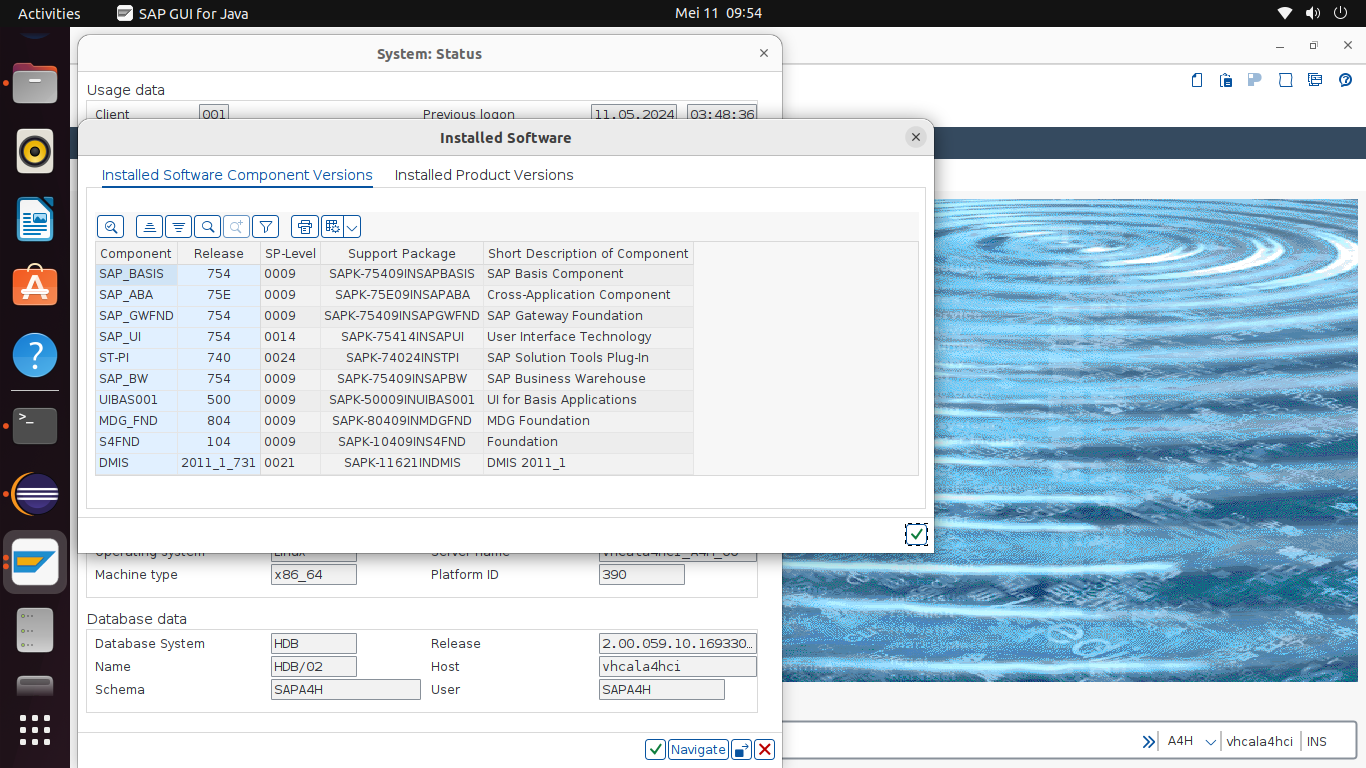 Activities SAP GUI for Java Mei 11 09:54
System: Status
Usage data
Client 001 Previous logon 11.05.2024 03:48:36
Installed Software
Installed Software Component Versions Installed Product Versions
Component Release SP-Level Support Package Short Description of Component
SAP_BASIS 754 0009 SAPK-75409INSAPBASIS SAP Basis Component
SAP_ABA 75E 0009 SAPK-75E09INSAPABA Cross-Application Component
SAP_GWFND 754 0009 SAPK-75409INSAPGWFND SAP Gateway Foundation
SAP_UI 754 0014 SAPK-75414INSAPUI User Interface Technology
ST-PI 740 0024 SAPK-74024INSTPI SAP Solution Tools Plug-In
SAP_BW 754 0009 SAPK-75409INSAPBW SAP Business Warehouse
UIBAS001 500 0009 SAPK-50009INUIBAS001 UI for Basis Applications
MDG_FND 804 0009 SAPK-80409INMDGFND MDG Foundation
S4FND 104 0009 SAPK-10409INS4FND Foundation
DMIS 2011_1_731 0021 SAPK-11621INDMIS DMIS 2011_1
Operating system Linux Server name vhcala4hci_A4H_00
Machine type x86_64 Platform ID 390
Database data
Database System HDB Release 2.00.059.10.169330...
Name HDB/02 Host vhcala4hci
Schema SAPA4H User SAPA4H
Navigate
A4H vhcala4hci INS